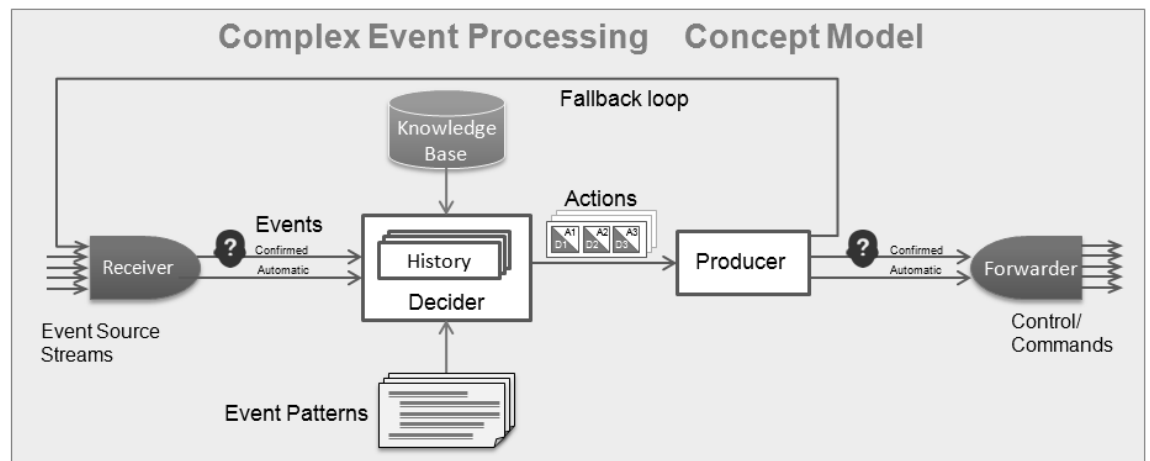 Complex Event Processing Concept Model
Fallback loop
Knowledge
Base
Actions
A1 A2 A3
D1 D2 D3
Events
?
Confirmed
Automatic
Receiver
History
Decider
Producer
?
Confirmed
Automatic
Forwarder
Event Source
Streams
Control/
Commands
Event Patterns